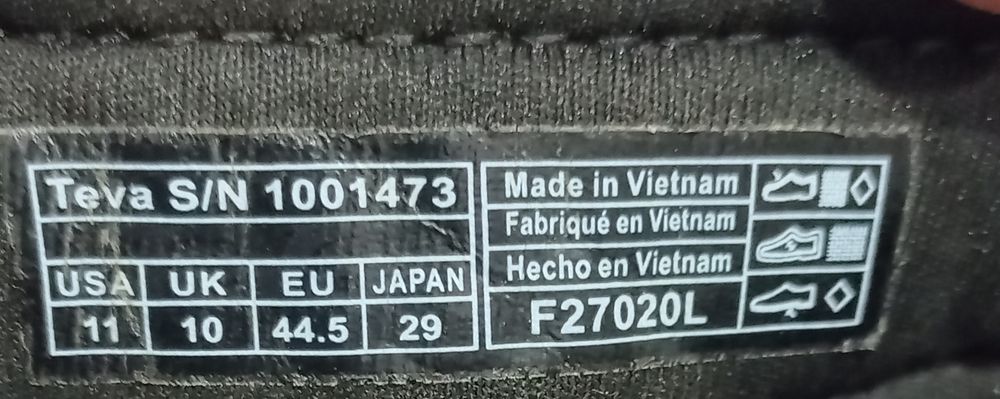 Teva S/N 1001473
USA UK EU JAPAN
11 10 44.5 29
Made in Vietnam
Fabriqué en Vietnam
Hecho en Vietnam
F27020L